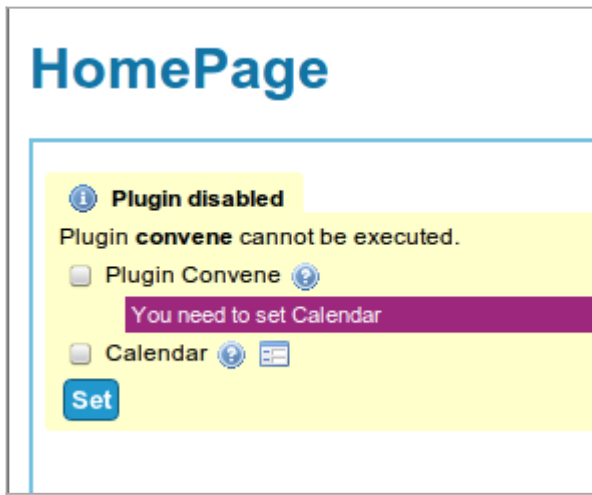 HomePage
Plugin disabled
Plugin convene cannot be executed.
Plugin Convene
You need to set Calendar
Calendar
Set